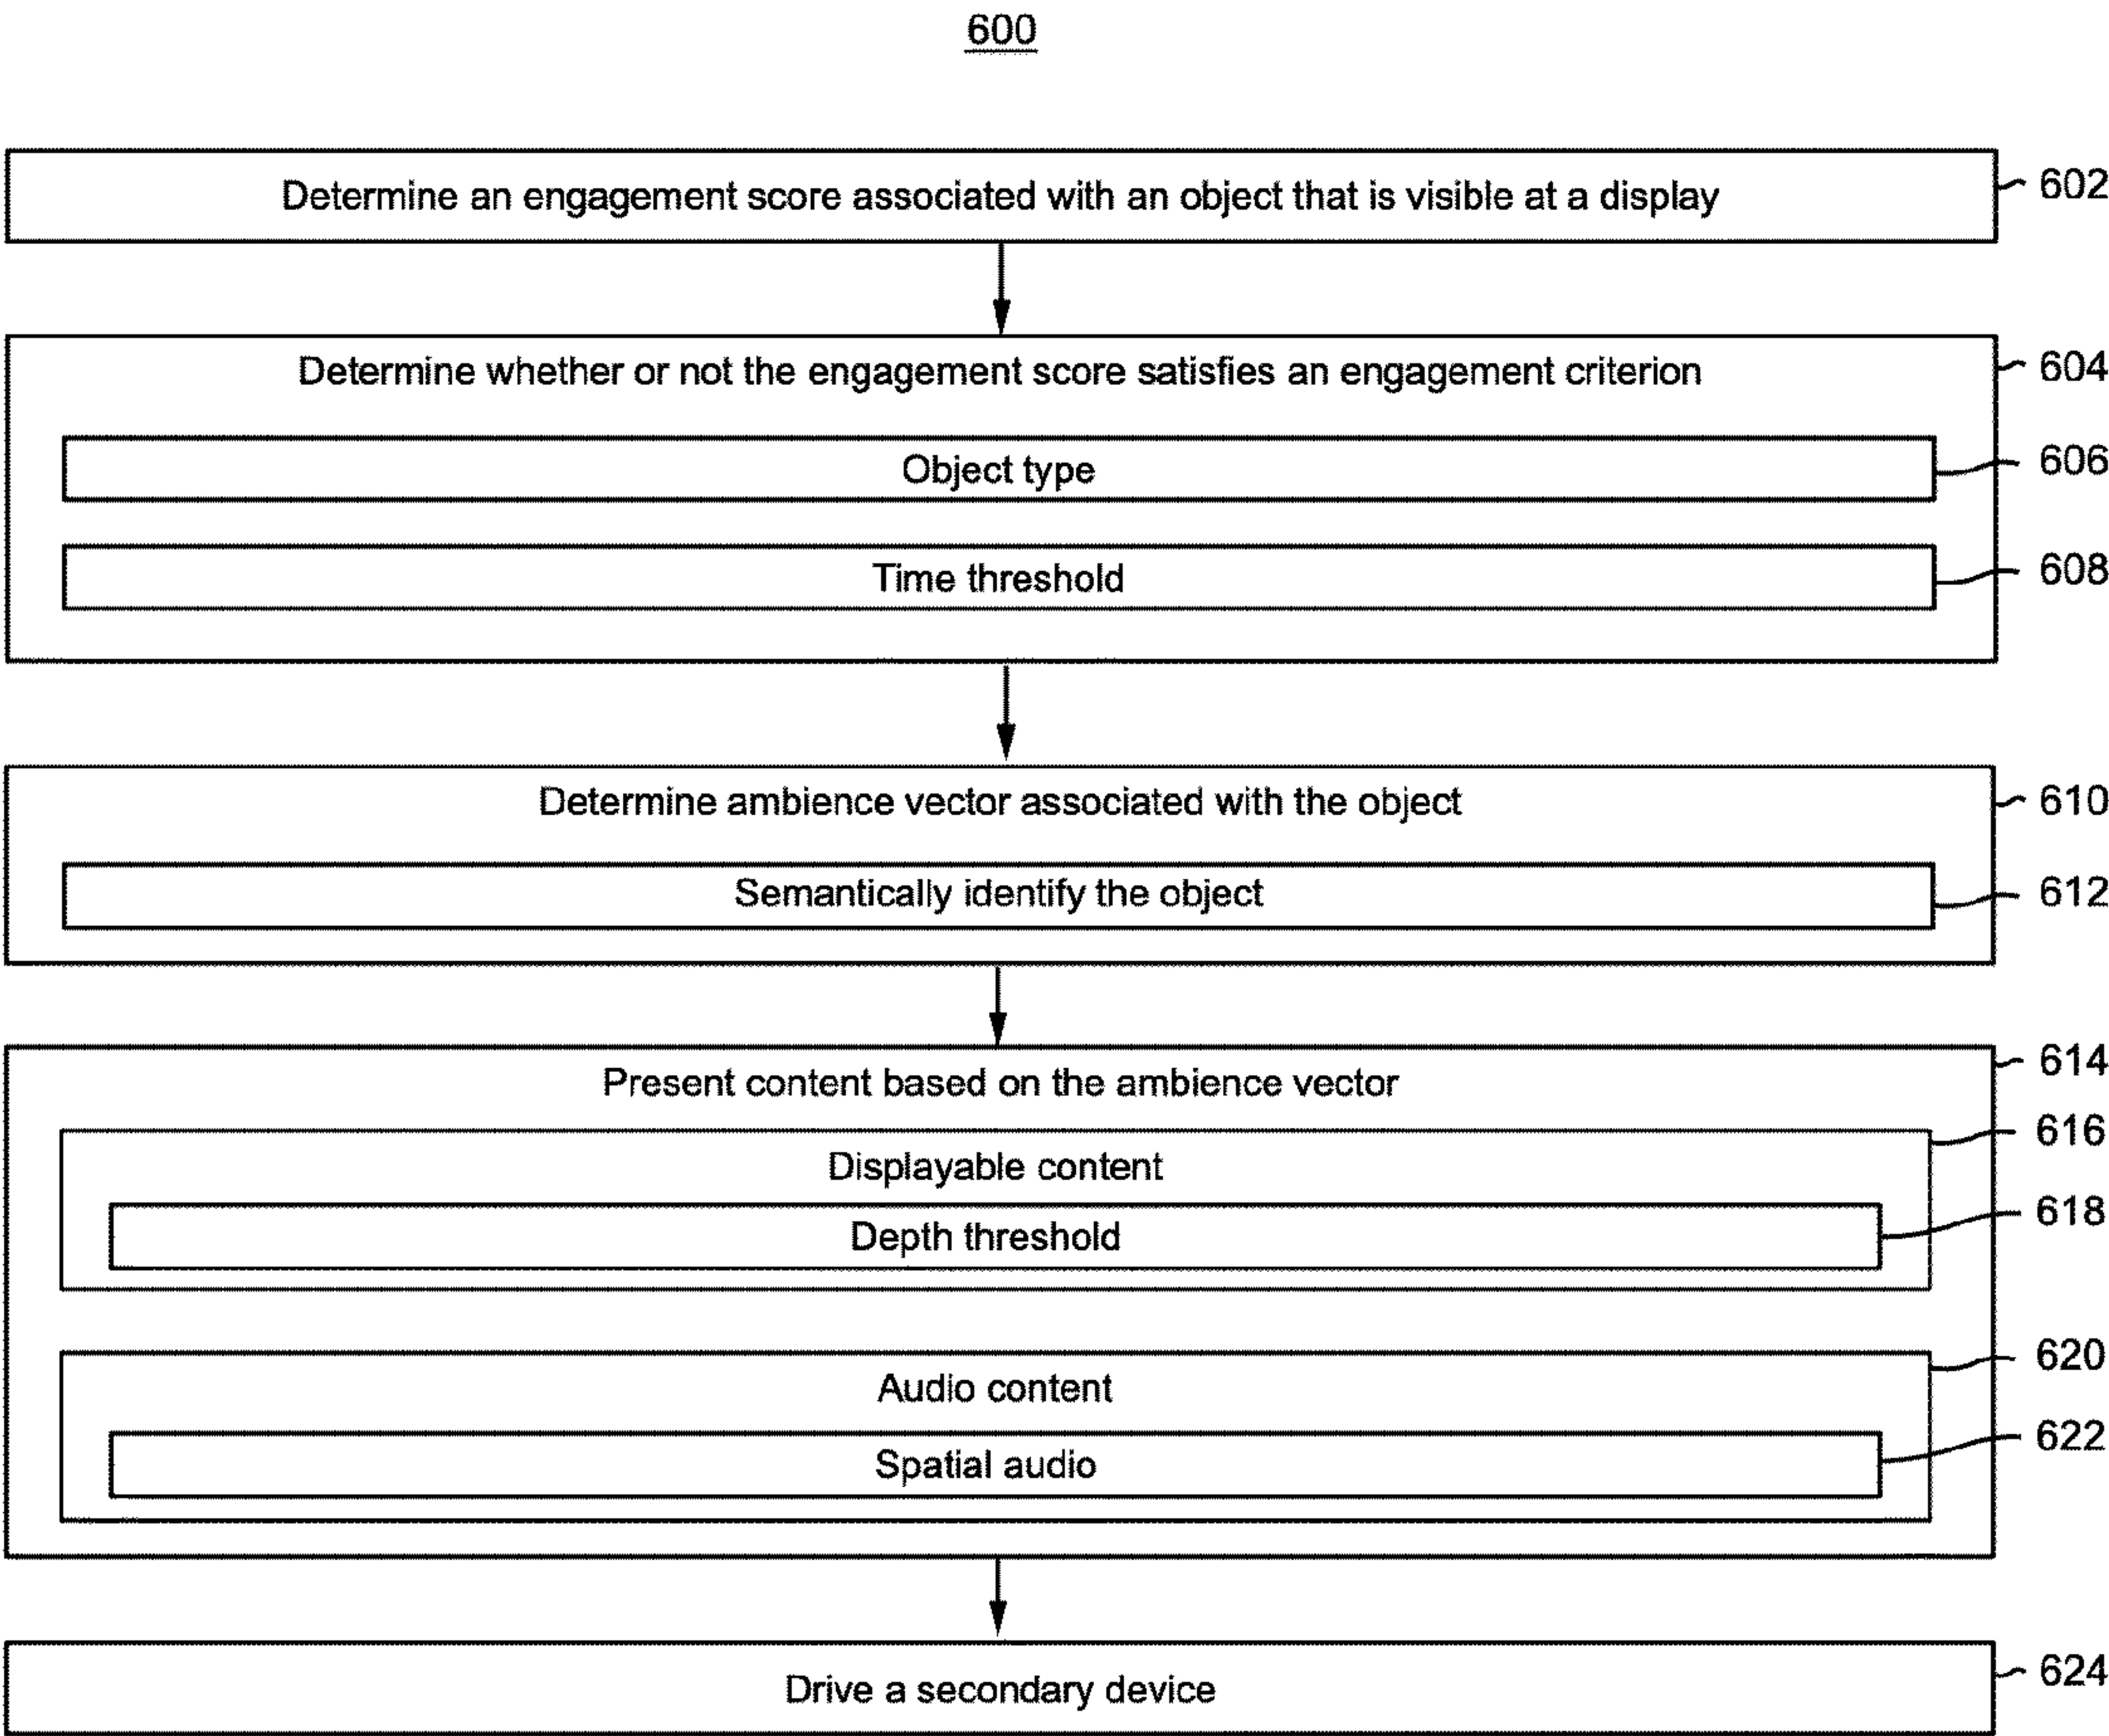 600
Determine an engagement score associated with an object that is visible at a display
602
Determine whether or not the engagement score satisfies an engagement criterion
604
Object type
606
Time threshold
608
Determine ambience vector associated with the object
610
Semantically identify the object
612
Present content based on the ambience vector
614
Displayable content
616
Depth threshold
618
Audio content
620
Spatial audio
622
Drive a secondary device
624